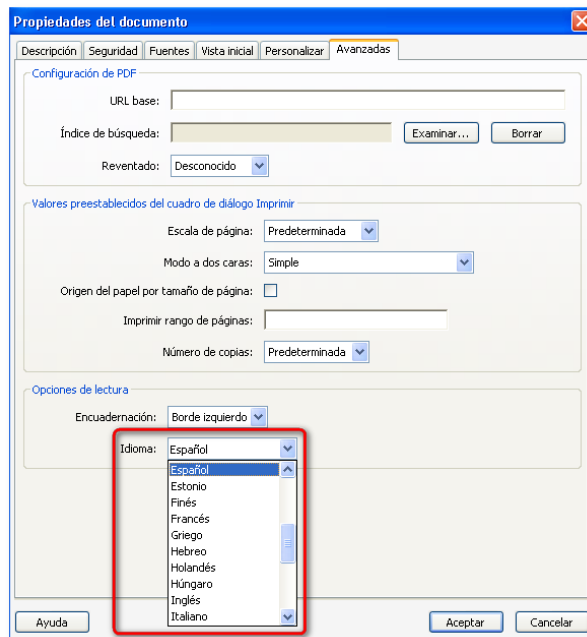 Propiedades del documento
Descripción Seguridad Fuentes Vista inicial Personalizar Avanzadas
Configuración de PDF
URL base:
Índice de búsqueda: Examinar... Borrar
Reventado: Desconocido
Valores preestablecidos del cuadro de diálogo Imprimir
Escala de página: Predeterminada
Modo a dos caras: Simple
Origen del papel por tamaño de página:
Imprimir rango de páginas:
Número de copias: Predeterminada
Opciones de lectura
Encuadernación: Borde izquierdo
Idioma: Español
Español
Estonio
Finés
Francés
Griego
Hebreo
Holandés
Húngaro
Inglés
Italiano
Ayuda Aceptar Cancelar